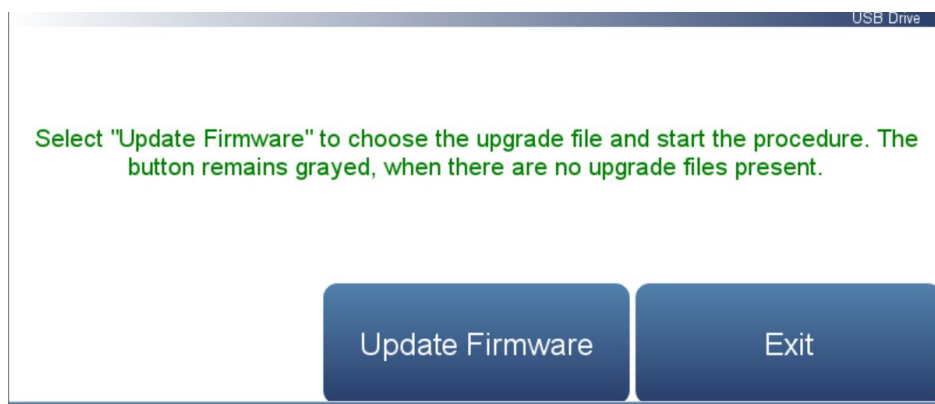 USB Drive
Select "Update Firmware" to choose the upgrade file and start the procedure. The
button remains grayed, when there are no upgrade files present.
Update Firmware
Exit